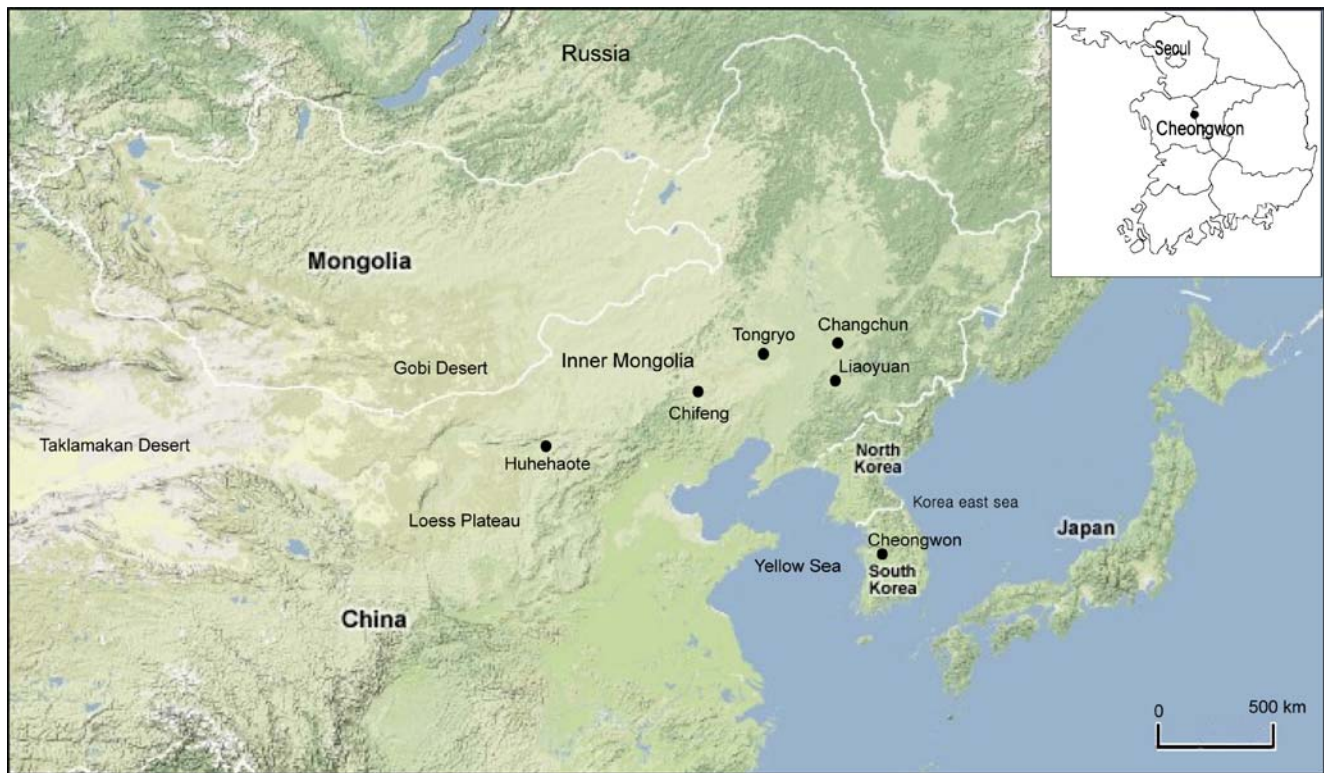 Russia
Seoul
Cheongwon
Mongolia
Tongryo
Changchun
Gobi Desert
Inner Mongolia
Liaoyuan
Chifeng
Taklamakan Desert
Huhehaote
North
Korea
Korea east sea
Loess Plateau
Japan
Cheongwon
Yellow Sea
South
Korea
China
0 500 km